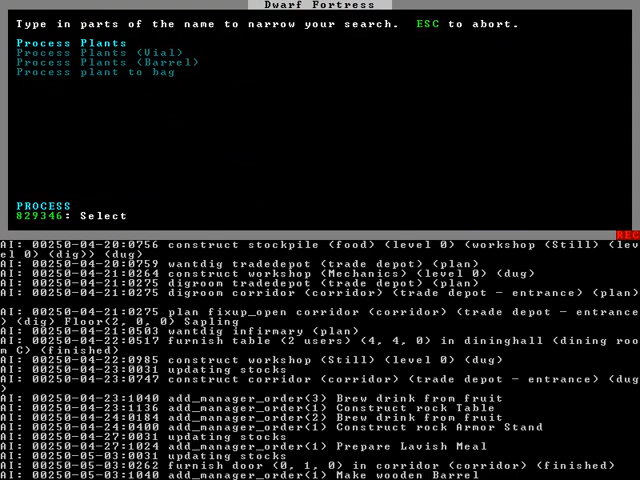 Dwarf Fortress
Type in parts of the name to narrow your search.  ESC to abort.
Process Plants
Process Plants (Vial)
Process Plants (Barrel)
Process plant to bag
PROCESS
829346: Select
REC
AI: 00250-04-20:0756 construct stockpile (food) (level 0) (workshop (Still) (lev
el 0) (dig)) (dug)
AI: 00250-04-20:0759 wantdig tradedepot (trade depot) (plan)
AI: 00250-04-21:0264 construct workshop (Mechanics) (level 0) (dug)
AI: 00250-04-21:0275 digroom tradedepot (trade depot) (plan)
AI: 00250-04-21:0275 digroom corridor (corridor) (trade depot - entrance) (plan)
AI: 00250-04-21:0275 plan fixup_open corridor (corridor) (trade depot - entrance
) (dig) Floor(2, 0, 0) Sapling
AI: 00250-04-21:0503 wantdig infirmary (plan)
AI: 00250-04-22:0517 furnish table (2 users) (4, 4, 0) in dininghall (dining roo
m C) (finished)
AI: 00250-04-22:0985 construct workshop (Still) (level 0) (dug)
AI: 00250-04-23:0031 updating stocks
AI: 00250-04-23:0747 construct corridor (corridor) (trade depot - entrance) (dug
)
AI: 00250-04-23:1040 add_manager_order(3) Brew drink from fruit
AI: 00250-04-23:1136 add_manager_order(1) Construct rock Table
AI: 00250-04-24:0184 add_manager_order(2) Brew drink from fruit
AI: 00250-04-24:0400 add_manager_order(1) Construct rock Armor Stand
AI: 00250-04-27:0031 updating stocks
AI: 00250-04-27:1024 add_manager_order(1) Prepare Lavish Meal
AI: 00250-05-03:0031 updating stocks
AI: 00250-05-03:0262 furnish door (0, 1, 0) in corridor (corridor) (finished)
AI: 00250-05-03:1040 add_manager_order(1) Make wooden Barrel